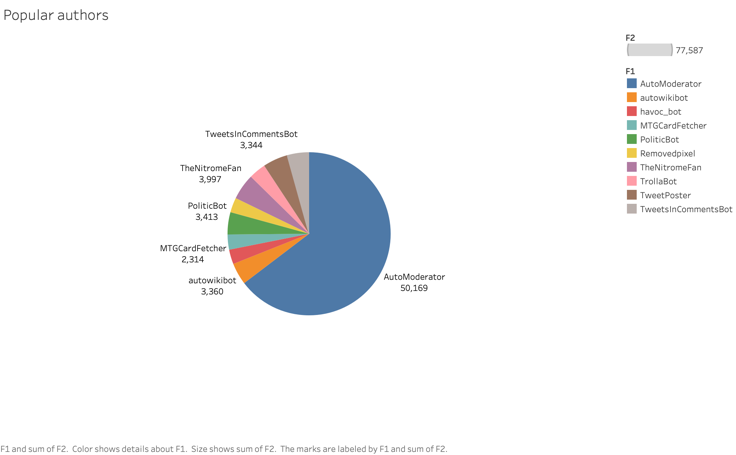 Popular authors
F2
77,587
F1
AutoModerator
autowikibot
havoc_bot
MTGCardFetcher
PoliticBot
Removedpixel
TheNitromeFan
TrollaBot
TweetPoster
TweetsInCommentsBot
TweetsInCommentsBot
3,344
TheNitromeFan
3,997
PoliticBot
3,413
MTGCardFetcher
2,314
autowikibot
3,360
AutoModerator
50,169
F1 and sum of F2. Color shows details about F1. Size shows sum of F2. The marks are labeled by F1 and sum of F2.